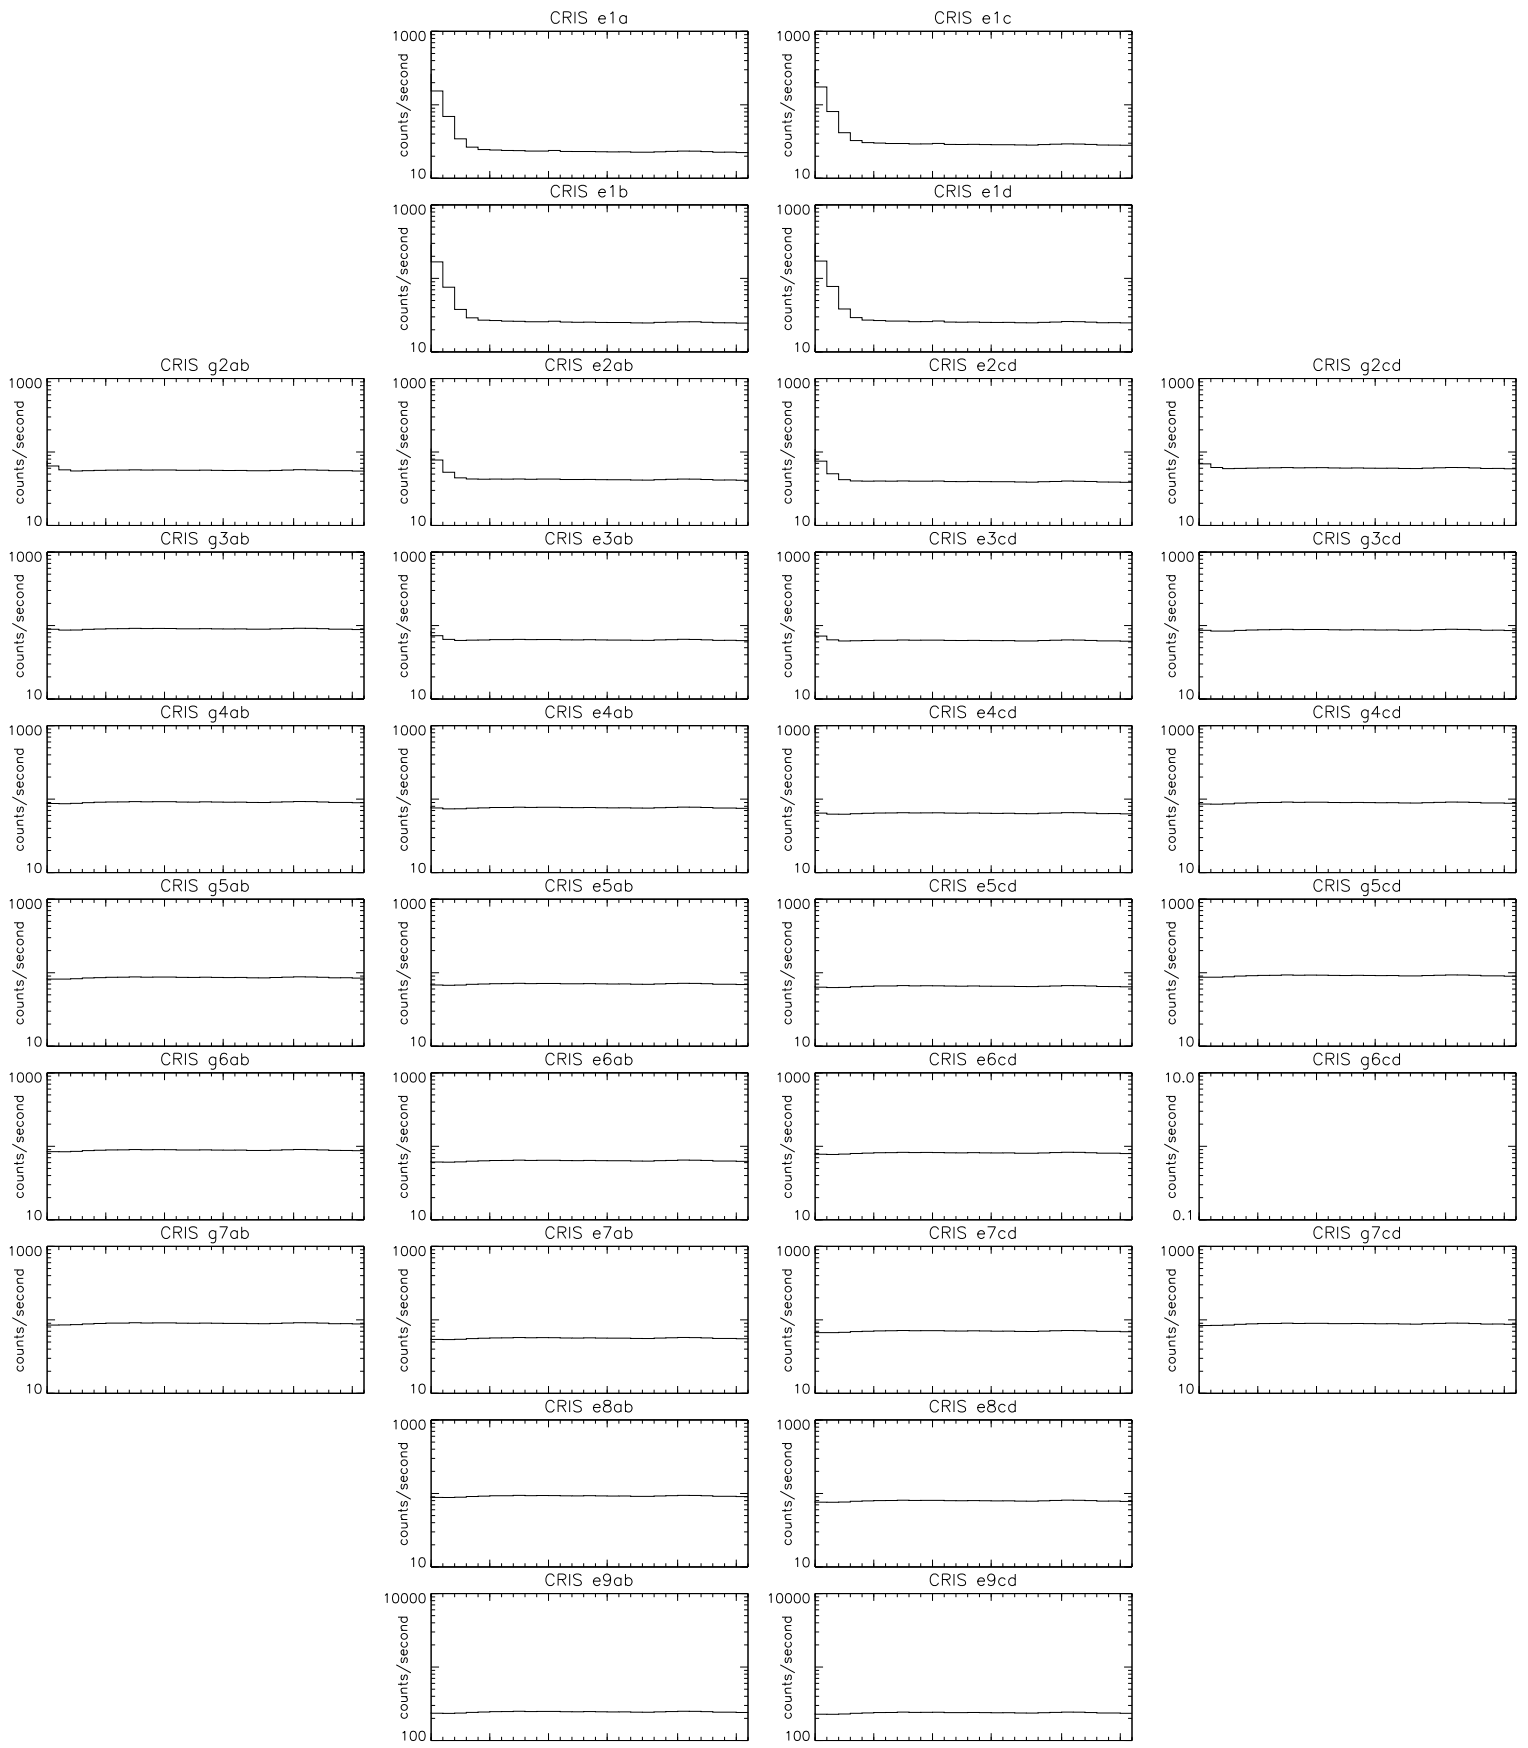 CRIS e1a
1000
counts/second
10
CRIS e1c
1000
counts/second
10
CRIS e1b
1000
counts/second
10
CRIS e1d
1000
counts/second
10
CRIS g2ab
1000
counts/second
10
CRIS e2ab
1000
counts/second
10
CRIS e2cd
1000
counts/second
10
CRIS g2cd
1000
counts/second
10
CRIS g3ab
1000
counts/second
10
CRIS e3ab
1000
counts/second
10
CRIS e3cd
1000
counts/second
10
CRIS g3cd
1000
counts/second
10
CRIS g4ab
1000
counts/second
10
CRIS e4ab
1000
counts/second
10
CRIS e4cd
1000
counts/second
10
CRIS g4cd
1000
counts/second
10
CRIS g5ab
1000
counts/second
10
CRIS e5ab
1000
counts/second
10
CRIS e5cd
1000
counts/second
10
CRIS g5cd
1000
counts/second
10
CRIS g6ab
1000
counts/second
10
CRIS e6ab
1000
counts/second
10
CRIS e6cd
1000
counts/second
10
CRIS g6cd
10.0
counts/second
0.1
CRIS g7ab
1000
counts/second
10
CRIS e7ab
1000
counts/second
10
CRIS e7cd
1000
counts/second
10
CRIS g7cd
1000
counts/second
10
CRIS e8ab
1000
counts/second
10
CRIS e8cd
1000
counts/second
10
CRIS e9ab
10000
counts/second
100
CRIS e9cd
10000
counts/second
100